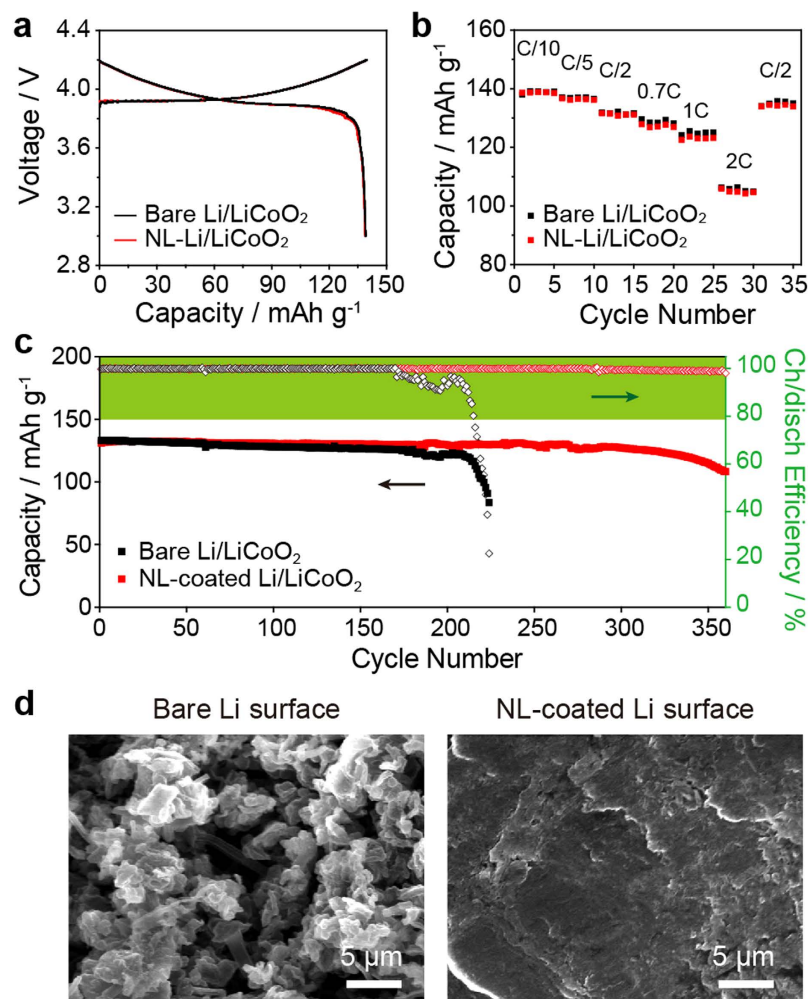 a
4.4
4.0
3.6
3.2
2.8
Voltage / V
Bare Li/LiCoO₂
NL-Li/LiCoO₂
0 30 60 90 120 150
Capacity / mAh g⁻¹
b
160
140
120
100
80
Capacity / mAh g⁻¹
C/10
C/5
C/2
0.7C
1C
2C
C/2
Bare Li/LiCoO₂
NL-Li/LiCoO₂
0 5 10 15 20 25 30 35
Cycle Number
c
200
150
100
50
0
Capacity / mAh g⁻¹
Bare Li/LiCoO₂
NL-coated Li/LiCoO₂
100
80
60
40
20
0
Ch/disch Efficiency / %
0 50 100 150 200 250 300 350
Cycle Number
d
Bare Li surface
NL-coated Li surface
5 μm
5 μm